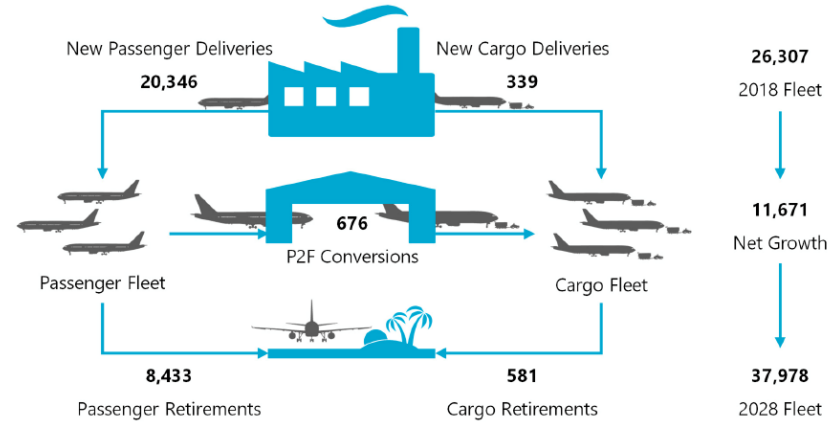 New Passenger Deliveries
20,346
New Cargo Deliveries
339
26,307
2018 Fleet
676
P2F Conversions
11,671
Net Growth
Passenger Fleet
Cargo Fleet
8,433
Passenger Retirements
581
Cargo Retirements
37,978
2028 Fleet